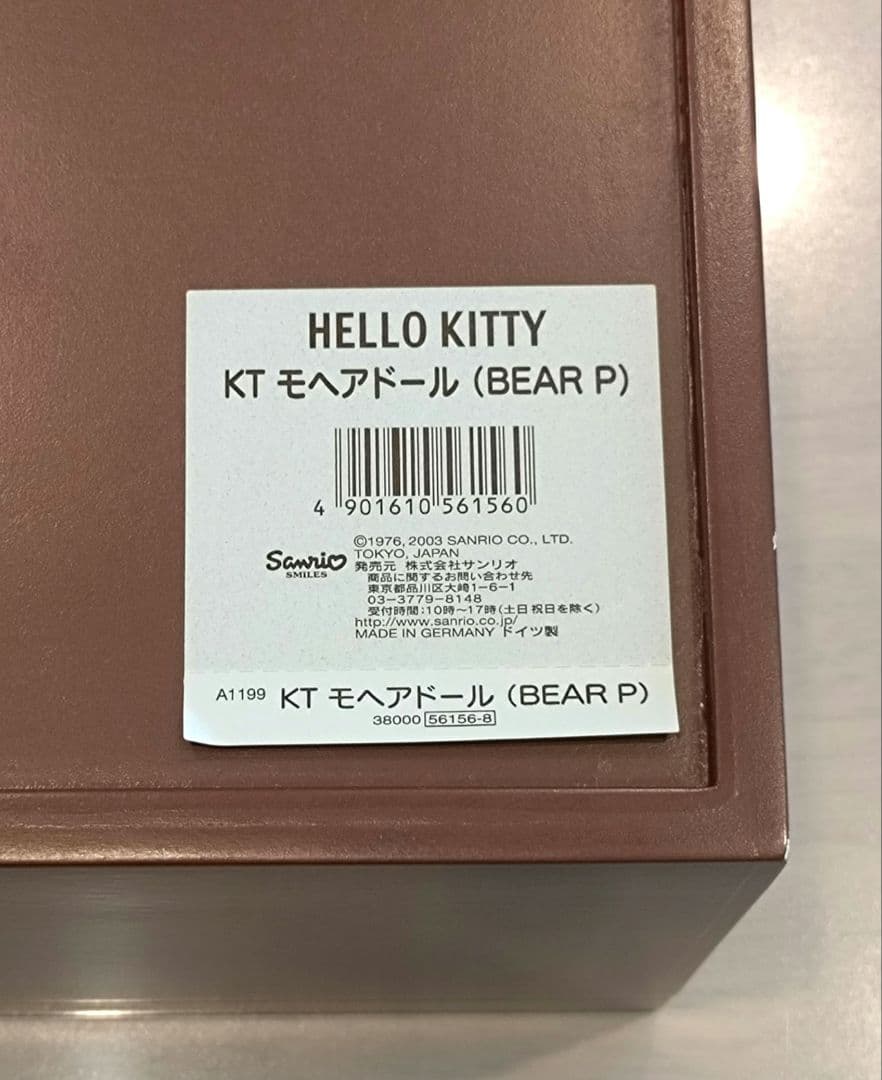 HELLO KITTY
KT モヘアドール (BEAR P)
4 901610 561560
Sanrio
SMILES
©1976, 2003 SANRIO CO., LTD.
TOKYO, JAPAN
発売元 株式会社サンリオ
商品に関するお問い合わせ先
東京都品川区大崎1-6-1
03-3779-8148
受付時間:10時~17時(土日祝日を除く)
http://www.sanrio.co.jp/
MADE IN GERMANY ドイツ製
A1199 KT モヘアドール (BEAR P)
38000 56156-8